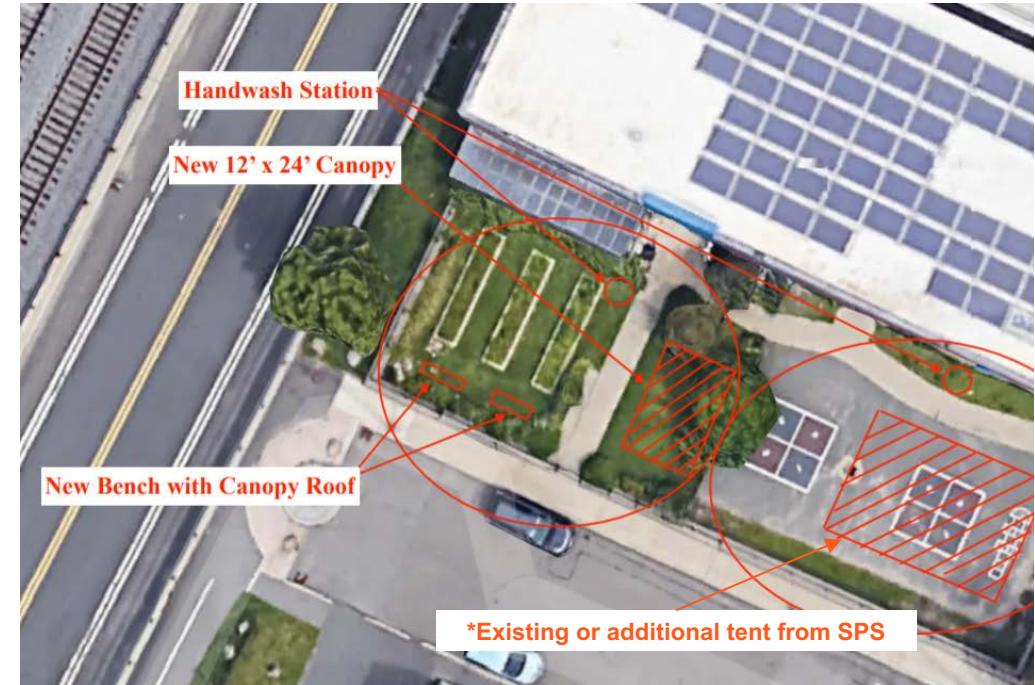 Handwash Station
New 12’ x 24’ Canopy
New Bench with Canopy Roof
*Existing or additional tent from SPS